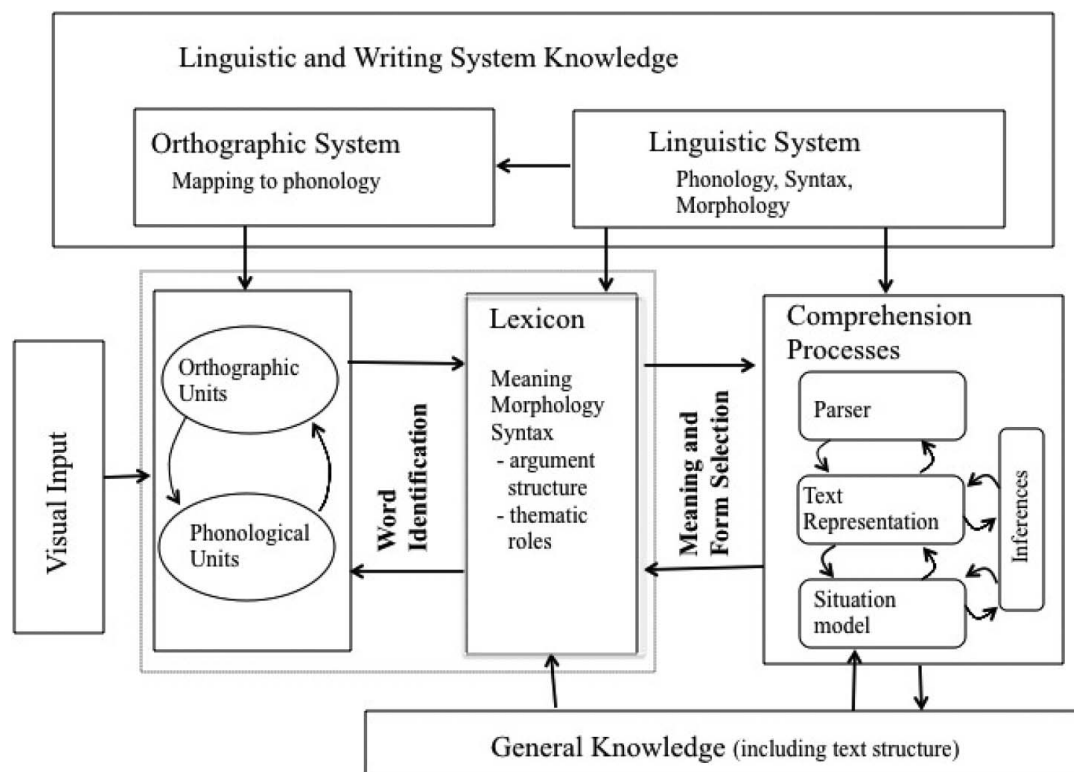 Linguistic and Writing System Knowledge
Orthographic System
Mapping to phonology
Linguistic System
Phonology, Syntax,
Morphology
Visual Input
Orthographic
Units
Phonological
Units
Word
Identification
Lexicon
Meaning
Morphology
Syntax
- argument
structure
- thematic
roles
Meaning and
Form Selection
Comprehension
Processes
Parser
Text
Representation
Situation
model
Inferences
General Knowledge (including text structure)